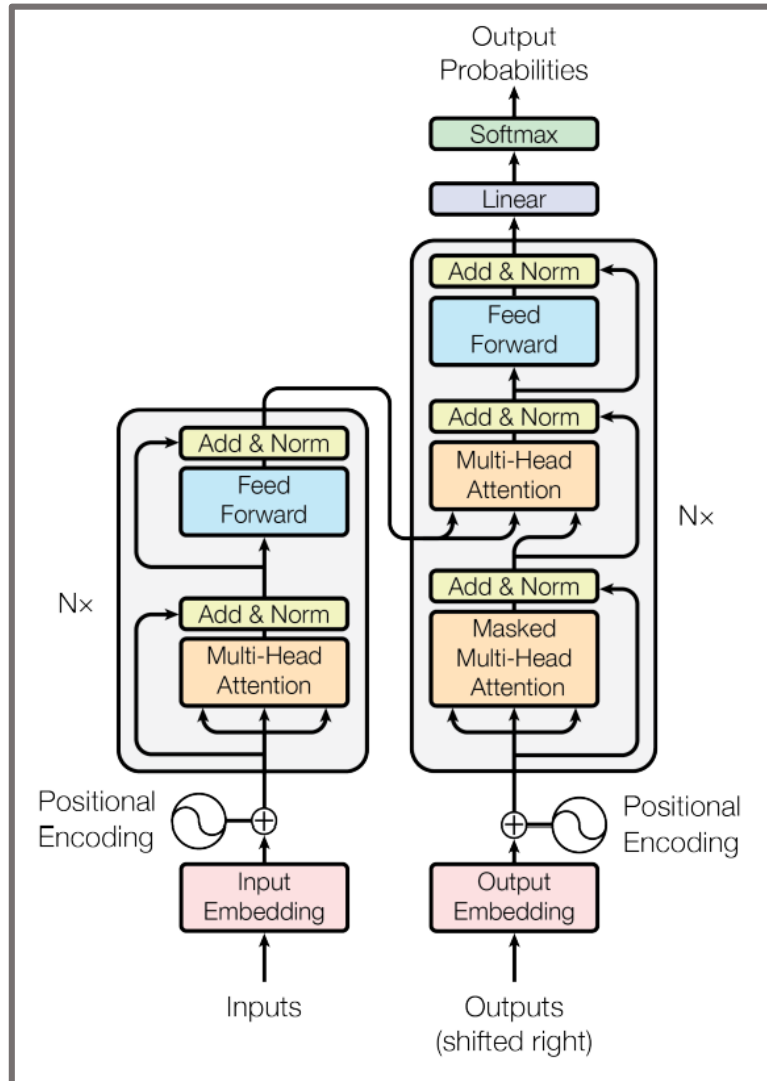 Output
Probabilities
Softmax
Linear
Add & Norm
Feed
Forward
Add & Norm
Multi-Head
Attention
Add & Norm
Masked
Multi-Head
Attention
Nx
Add & Norm
Feed
Forward
Add & Norm
Multi-Head
Attention
Nx
Positional
Encoding
Positional
Encoding
Input
Embedding
Output
Embedding
Inputs
Outputs
(shifted right)